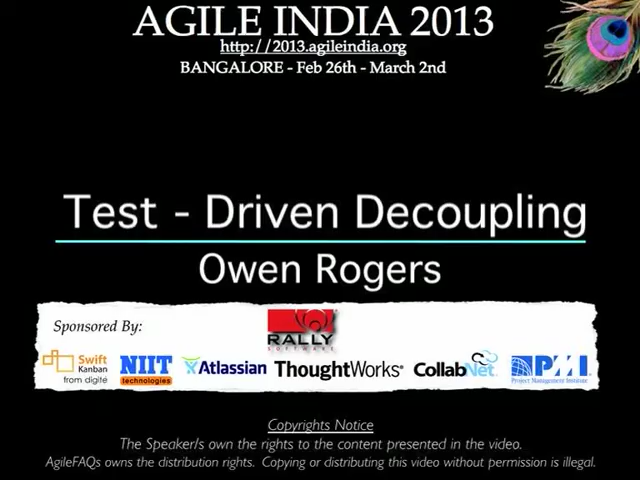 AGILE INDIA 2013
http://2013.agileindia.org
BANGALORE - Feb 26th - March 2nd
Test - Driven Decoupling
Owen Rogers
Sponsored By:
RALLY
SOFTWARE
Swift
Kanban
from digité
NIIT
technologies
Atlassian
ThoughtWorks®
CollabNet
PMI
Project Management Institute
Copyrights Notice
The Speaker/s own the rights to the content presented in the video.
AgileFAQs owns the distribution rights. Copying or distributing this video without permission is illegal.